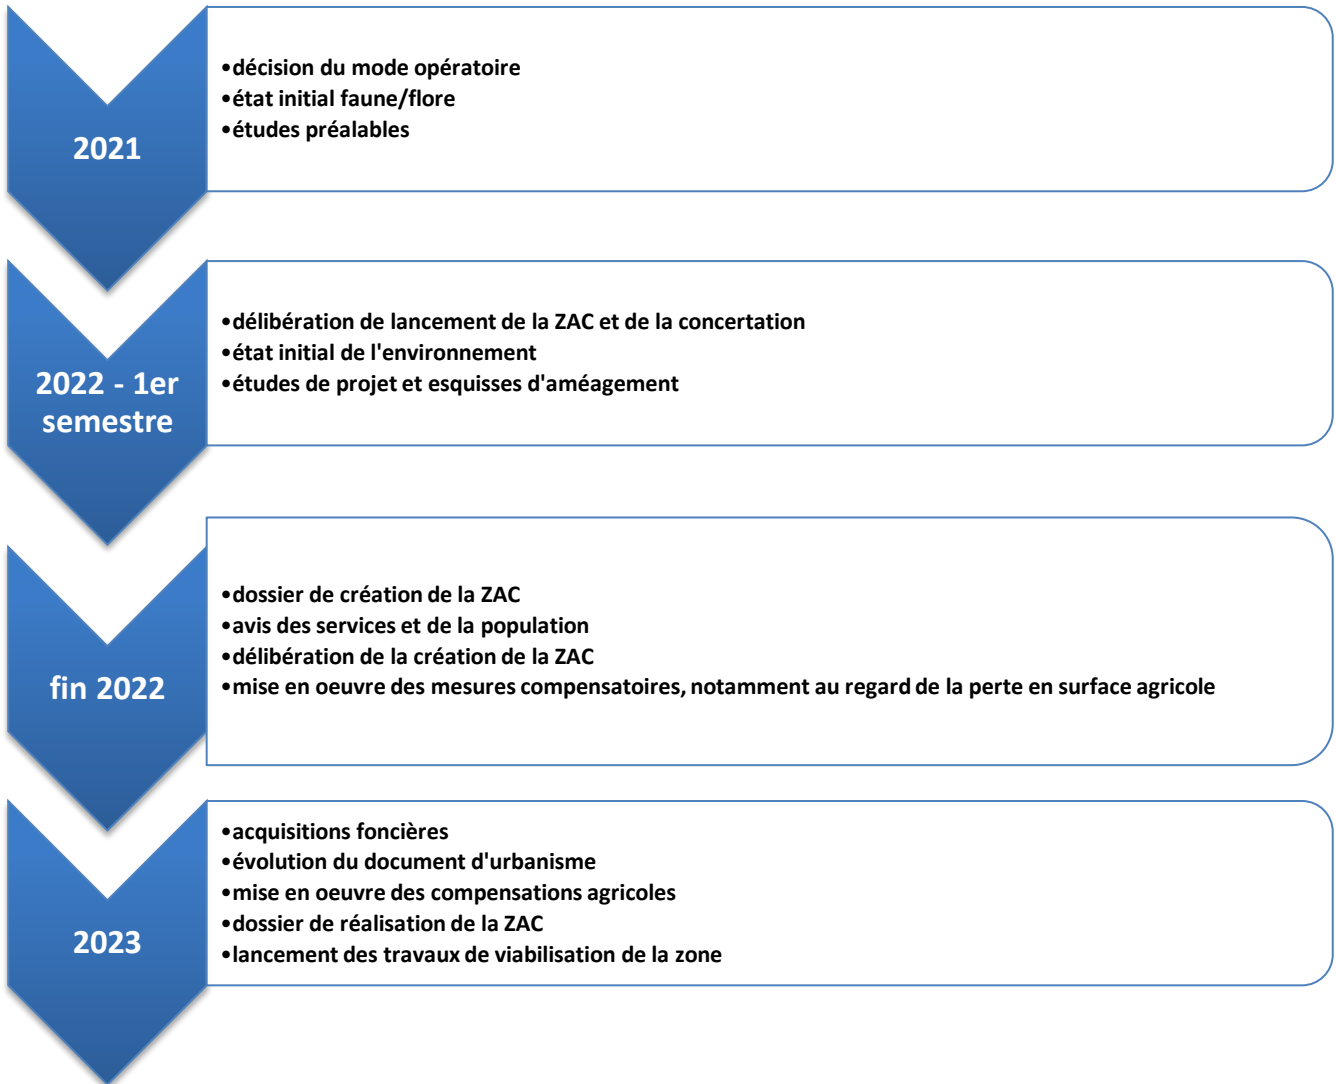 2021
•décision du mode opératoire
•état initial faune/flore
•études préalables
2022 - 1er
semestre
•délibération de lancement de la ZAC et de la concertation
•état initial de l'environnement
•études de projet et esquisses d'aménagement
fin 2022
•dossier de création de la ZAC
•avis des services et de la population
•délibération de la création de la ZAC
•mise en oeuvre des mesures compensatoires, notamment au regard de la perte en surface agricole
2023
•acquisitions foncières
•évolution du document d'urbanisme
•mise en oeuvre des compensations agricoles
•dossier de réalisation de la ZAC
•lancement des travaux de viabilisation de la zone